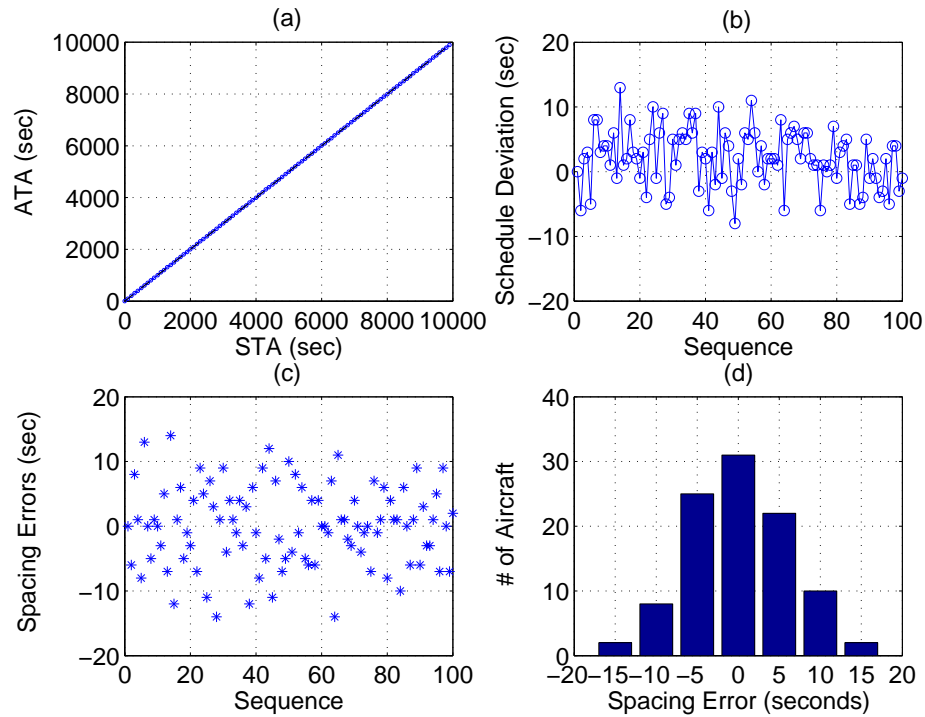 (a)
10000
8000
6000
4000
2000
0
ATA (sec)
0 2000 4000 6000 8000 10000
STA (sec)
(b)
20
10
0
−10
−20
Schedule Deviation (sec)
0 20 40 60 80 100
Sequence
(c)
20
10
0
−10
−20
Spacing Errors (sec)
0 20 40 60 80 100
Sequence
(d)
40
30
20
10
0
# of Aircraft
−20 −15 −10 −5 0 5 10 15 20
Spacing Error (seconds)